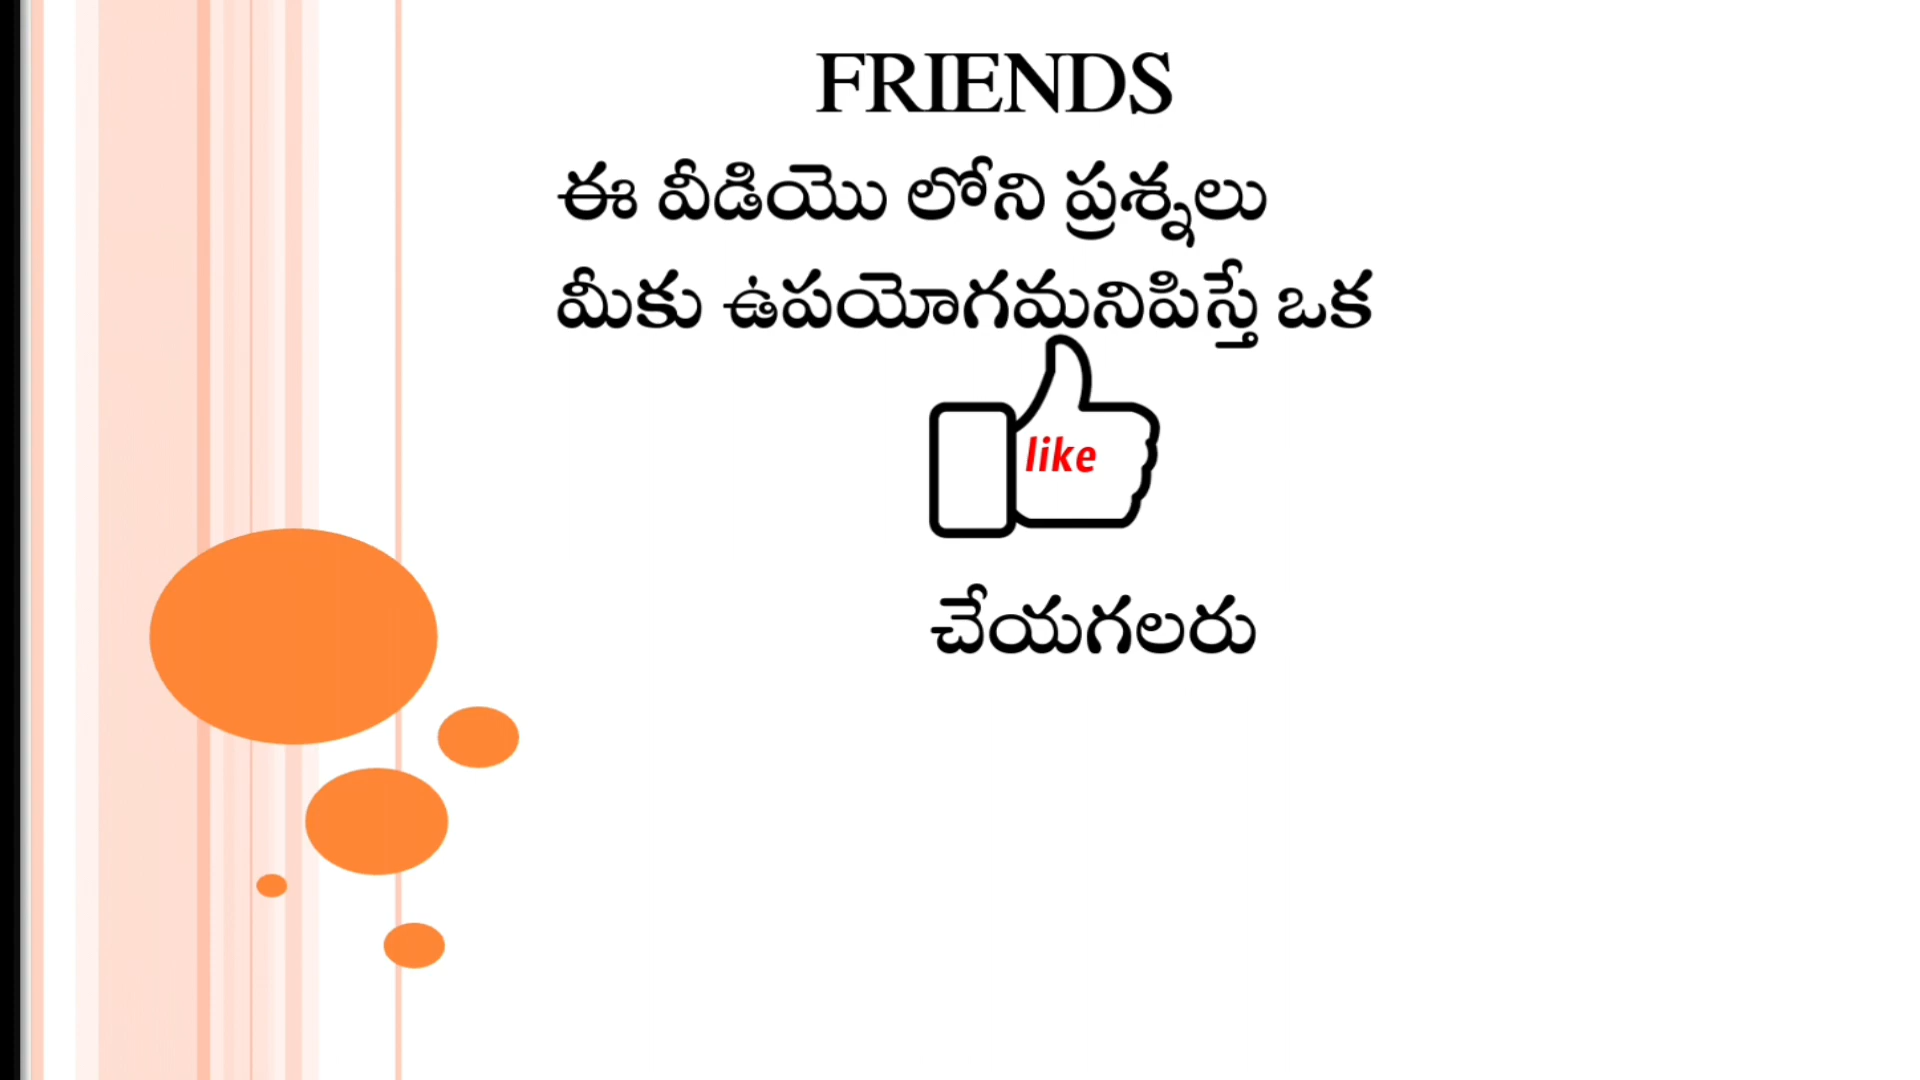 FRIENDS
ఈ వీడియొ లోని ప్రశ్నలు
మీకు ఉపయోగమనిపిస్తే ఒక
like
చేయగలరు